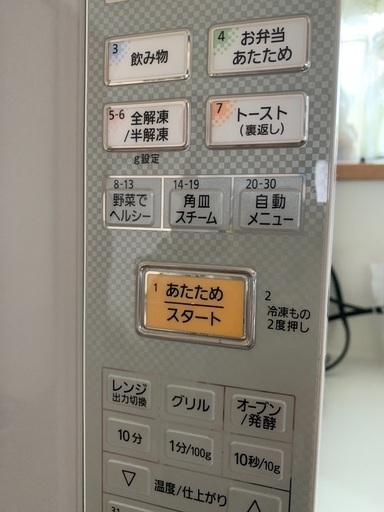 3 飲み物
4 お弁当
あたため
5-6 全解凍
/半解凍
7 トースト
(裏返し)
g設定
8-13
野菜で
ヘルシー
14-19
角皿
スチーム
20-30
自動
メニュー
1 あたため
スタート
2
冷凍もの
2度押し
レンジ
出力切換
グリル
オーブン
/発酵
10分
1分/100g
10秒/10g
▽ 温度/仕上がり △
31